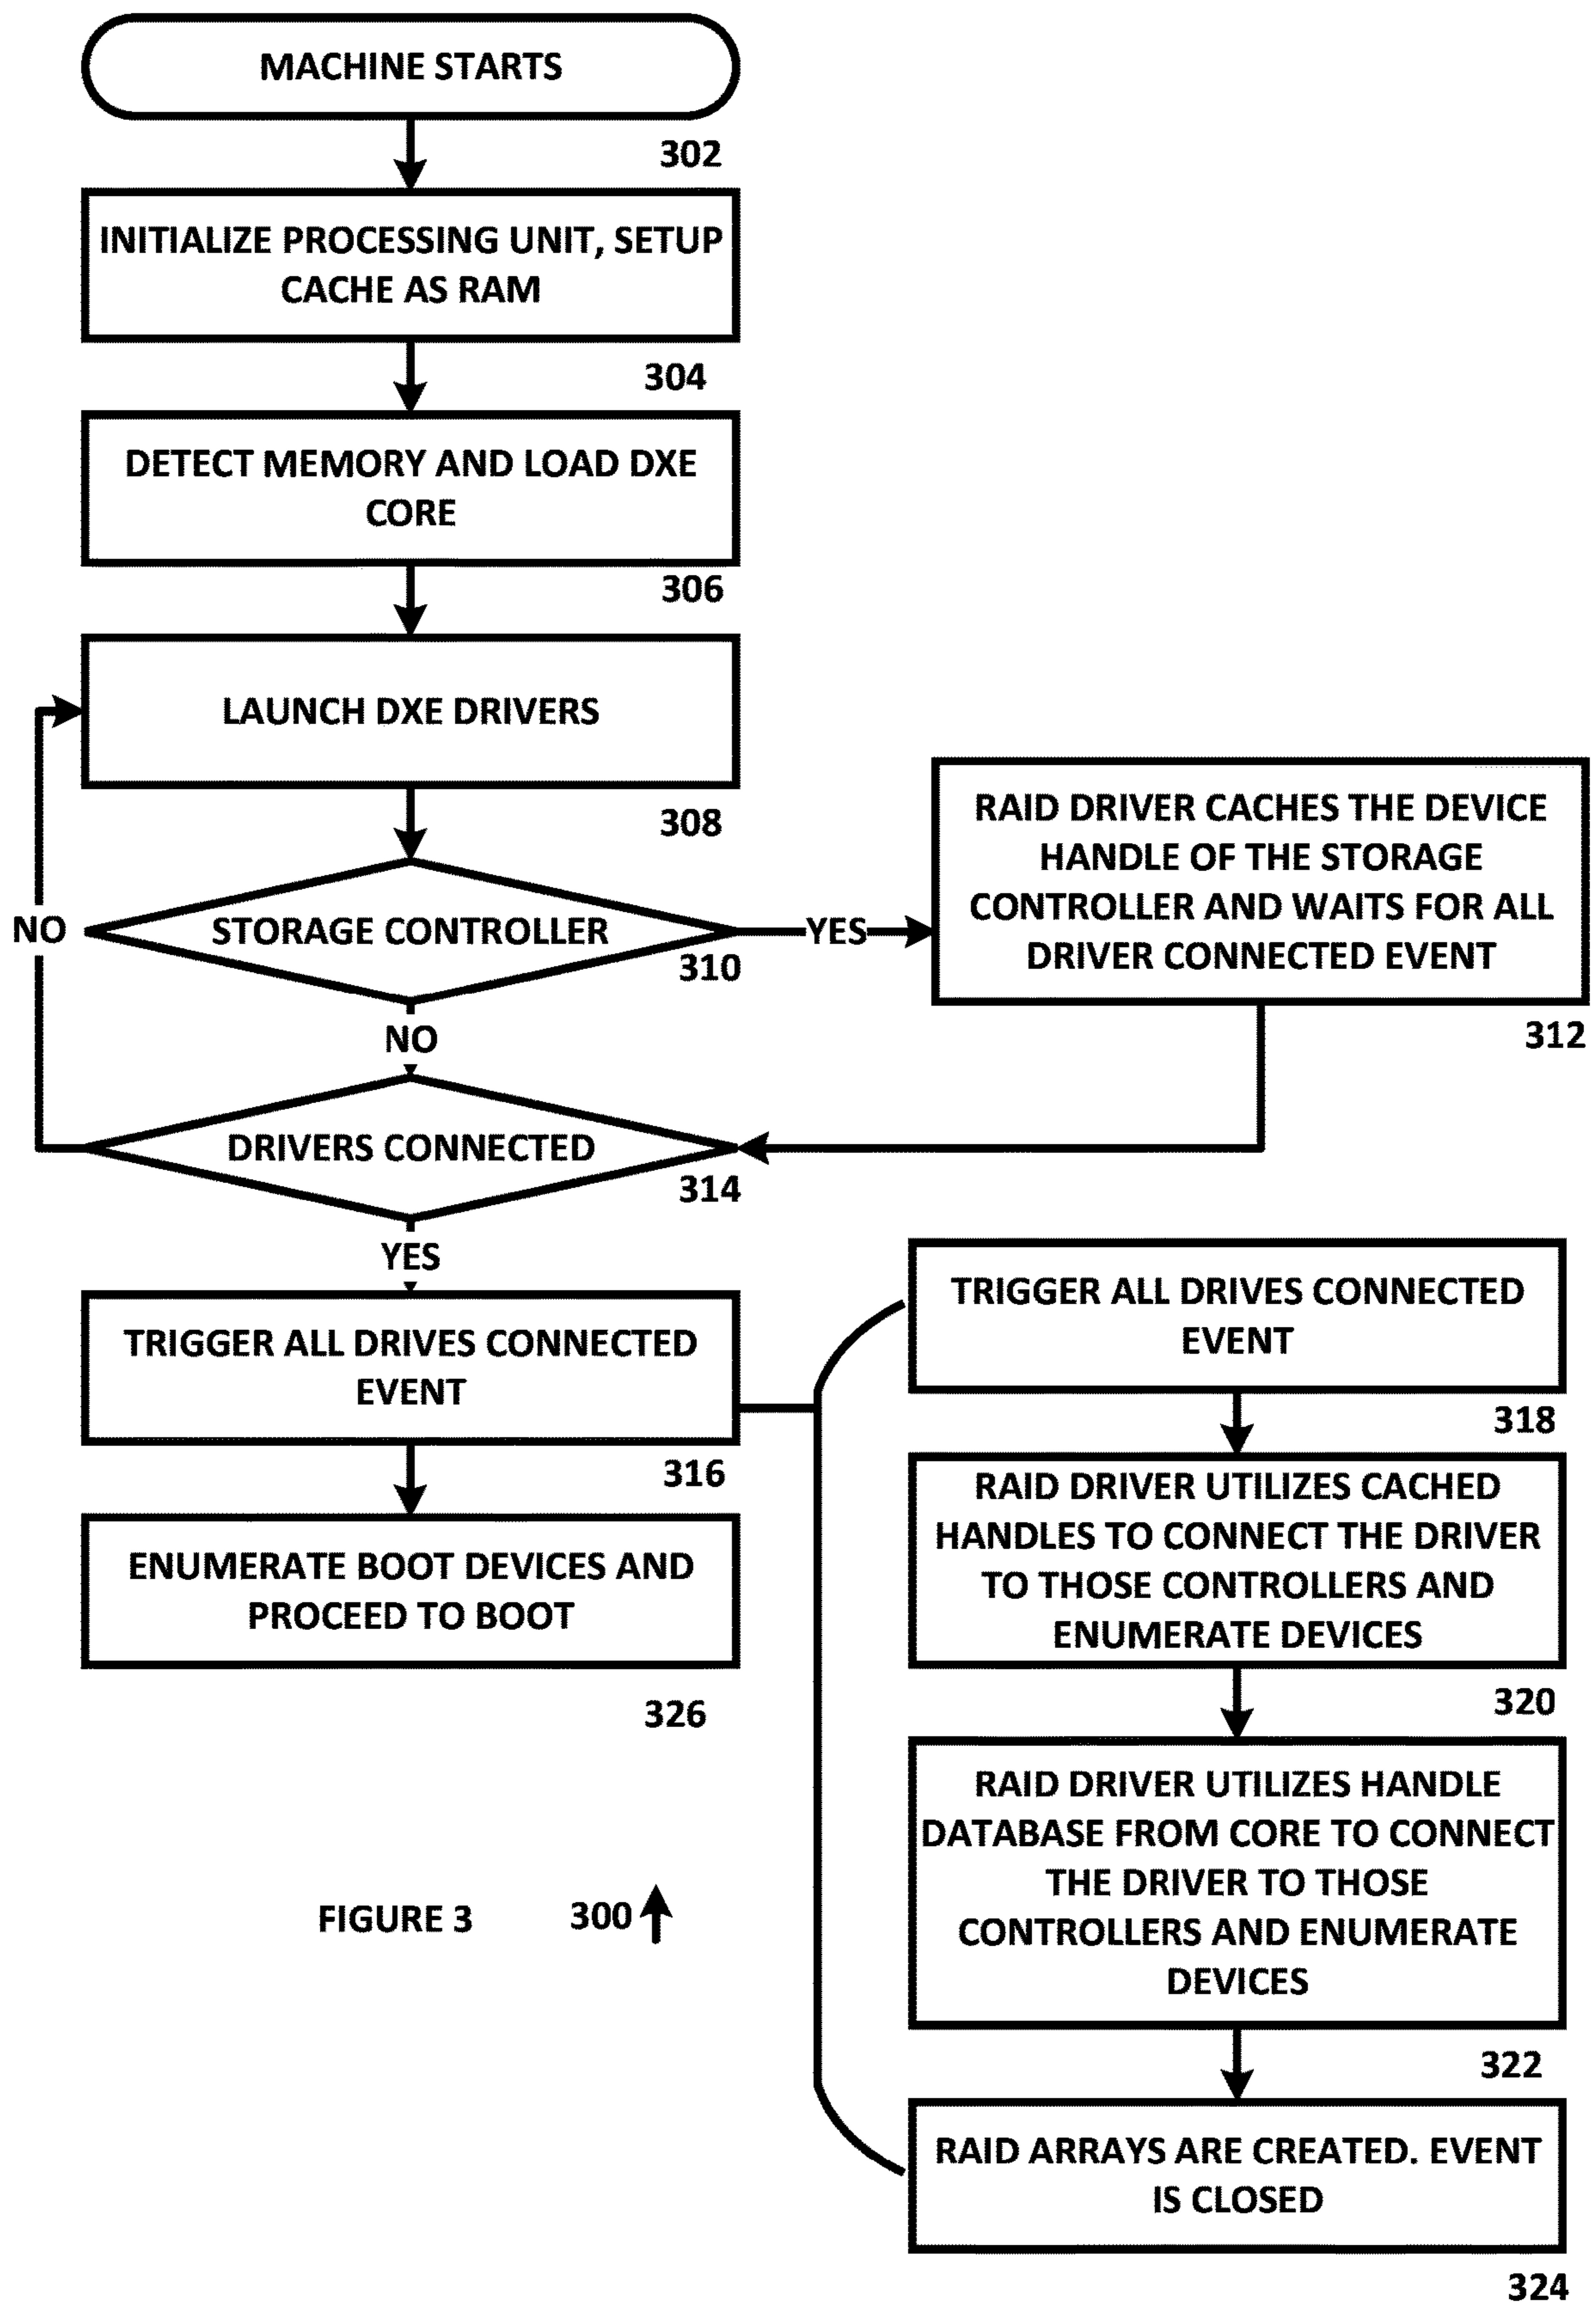 MACHINE STARTS
302
INITIALIZE PROCESSING UNIT, SETUP
CACHE AS RAM
304
DETECT MEMORY AND LOAD DXE
CORE
306
LAUNCH DXE DRIVERS
308
STORAGE CONTROLLER
310
NO
YES
RAID DRIVER CACHES THE DEVICE
HANDLE OF THE STORAGE
CONTROLLER AND WAITS FOR ALL
DRIVER CONNECTED EVENT
312
NO
DRIVERS CONNECTED
314
YES
TRIGGER ALL DRIVES CONNECTED
EVENT
316
ENUMERATE BOOT DEVICES AND
PROCEED TO BOOT
326
TRIGGER ALL DRIVES CONNECTED
EVENT
318
RAID DRIVER UTILIZES CACHED
HANDLES TO CONNECT THE DRIVER
TO THOSE CONTROLLERS AND
ENUMERATE DEVICES
320
RAID DRIVER UTILIZES HANDLE
DATABASE FROM CORE TO CONNECT
THE DRIVER TO THOSE
CONTROLLERS AND ENUMERATE
DEVICES
322
RAID ARRAYS ARE CREATED. EVENT
IS CLOSED
324
FIGURE 3
300